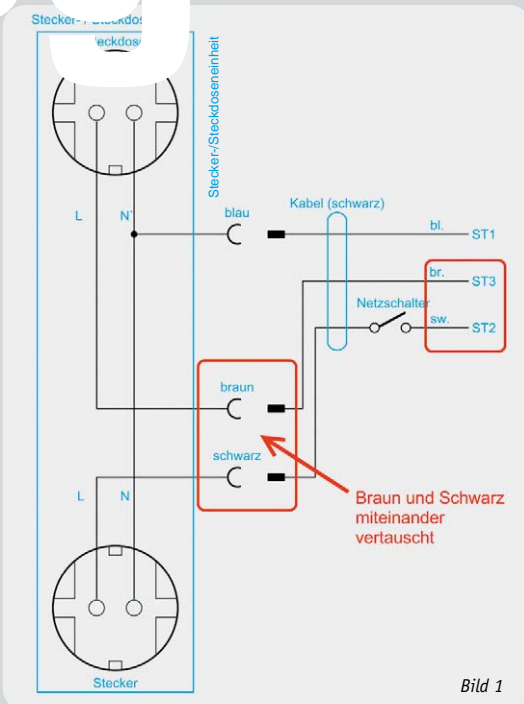 Stecker- / Steckdos
eckdos
Stecker-/Steckdoseneinheit
L
N`
blau
Kabel (schwarz)
bl.
ST1
br.
ST3
Netzschalter
sw.
ST2
braun
schwarz
L
N
Braun und Schwarz
miteinander
vertauscht
Stecker
Bild 1